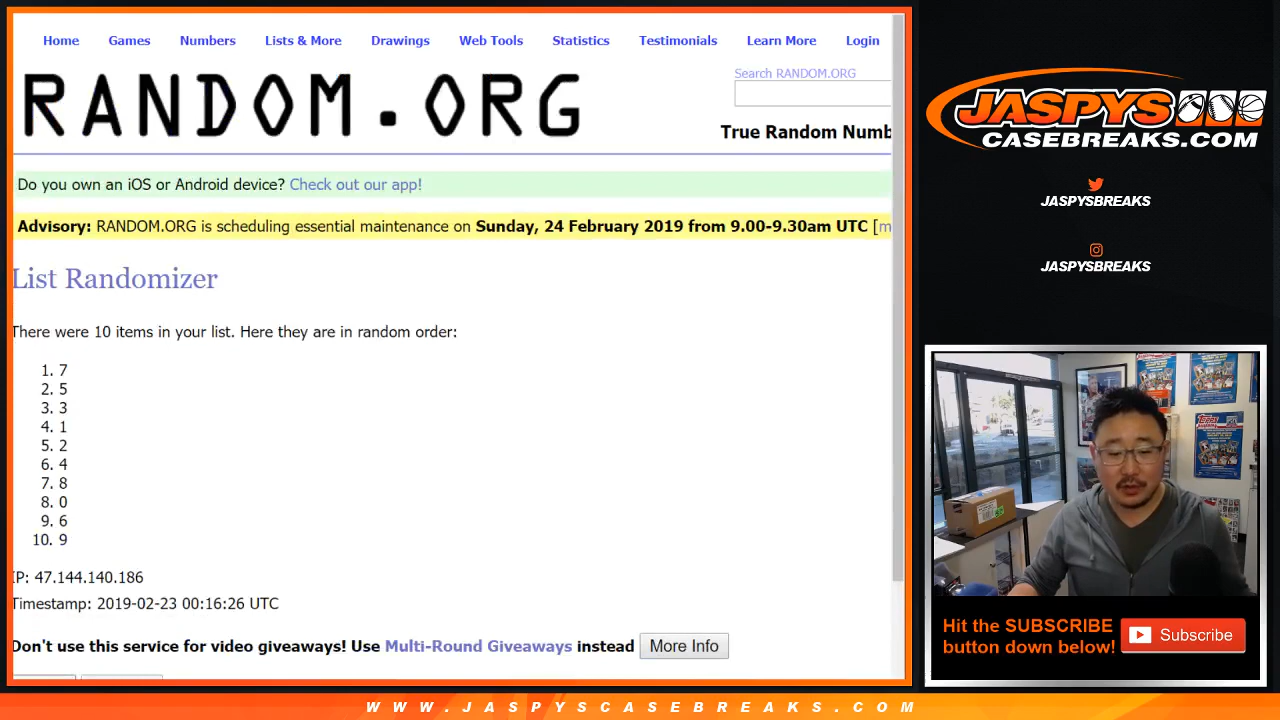 Home Games Numbers Lists & More Drawings Web Tools Statistics Testimonials Learn More Login
RANDOM.ORG
Search RANDOM.ORG
True Random Numb
Do you own an iOS or Android device? Check out our app!
Advisory: RANDOM.ORG is scheduling essential maintenance on Sunday, 24 February 2019 from 9.00-9.30am UTC [m
List Randomizer
There were 10 items in your list. Here they are in random order:
1. 7
2. 5
3. 3
4. 1
5. 2
6. 4
7. 8
8. 0
9. 6
10. 9
IP: 47.144.140.186
Timestamp: 2019-02-23 00:16:26 UTC
Don't use this service for video giveaways! Use Multi-Round Giveaways instead More Info
JASPYS
CASEBREAKS.COM
JASPYSBREAKS
JASPYSBREAKS
Hit the SUBSCRIBE
button down below!
Subscribe
WWW.JASPYSCASEBREAKS.COM